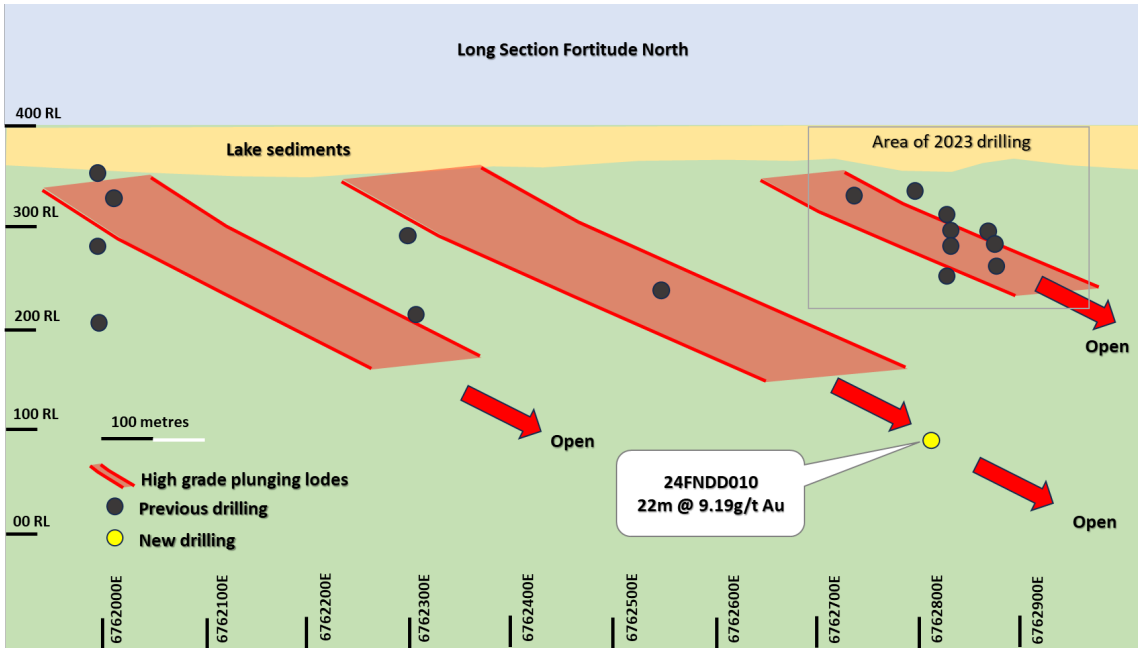 Long Section Fortitude North
400 RL
Lake sediments
Area of 2023 drilling
300 RL
200 RL
Open
100 RL
100 metres
Open
High grade plunging lodes
24FNDD010
22m @ 9.19g/t Au
Previous drilling
Open
00 RL
New drilling
6762000E
6762100E
6762200E
6762300E
6762400E
6762500E
6762600E
6762700E
6762800E
6762900E